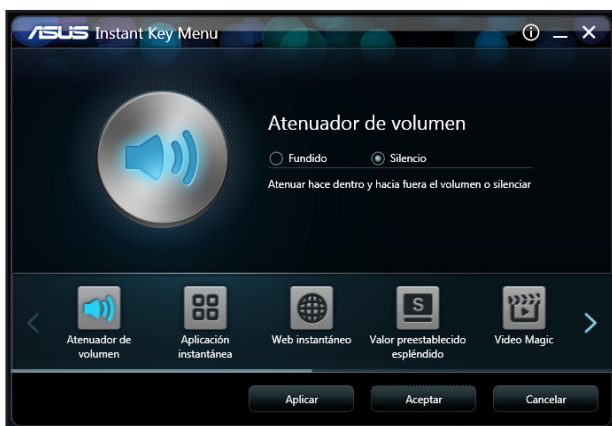 ASUS Instant Key Menu
Atenuador de volumen
Fundido
Silencio
Atenuar hace dentro y hacia fuera el volumen o silenciar
Atenuador de
volumen
Aplicación
instantánea
Web instantáneo
S
Valor preestablecido
espléndido
Video Magic
Aplicar
Aceptar
Cancelar